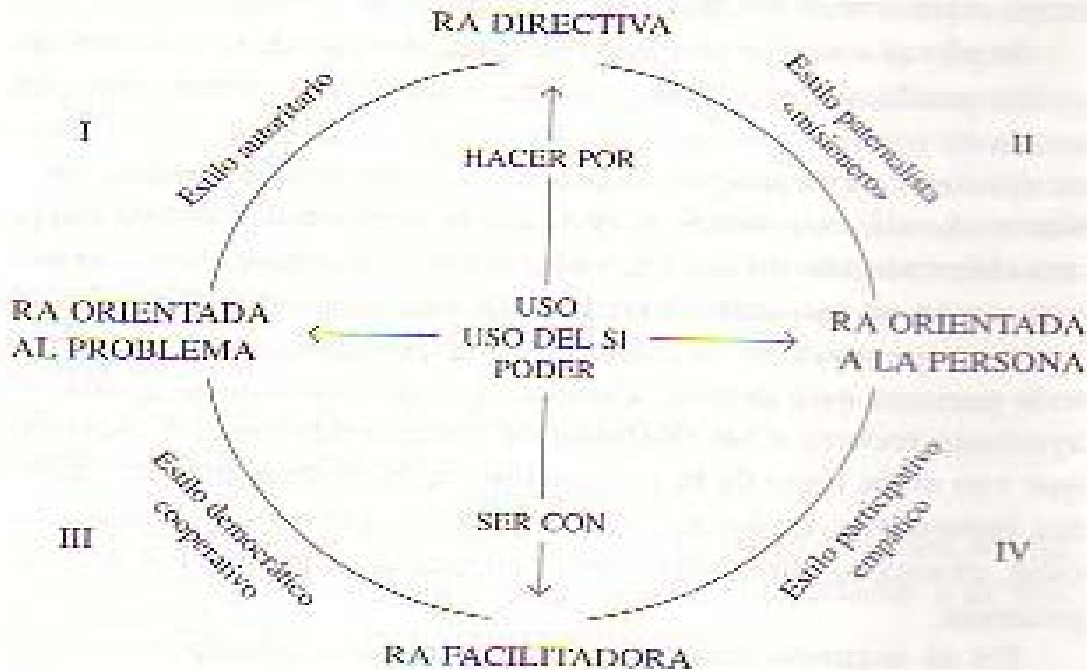 RA DIRECTIVA
I
Estilo autoritario
HACER POR
Estilo paternalista
«misionero»
II
RA ORIENTADA
AL PROBLEMA
USO
USO DEL SI
PODER
RA ORIENTADA
A LA PERSONA
III
Estilo democrático
cooperativo
SER CON
Estilo participativo
empático
IV
RA FACILITADORA